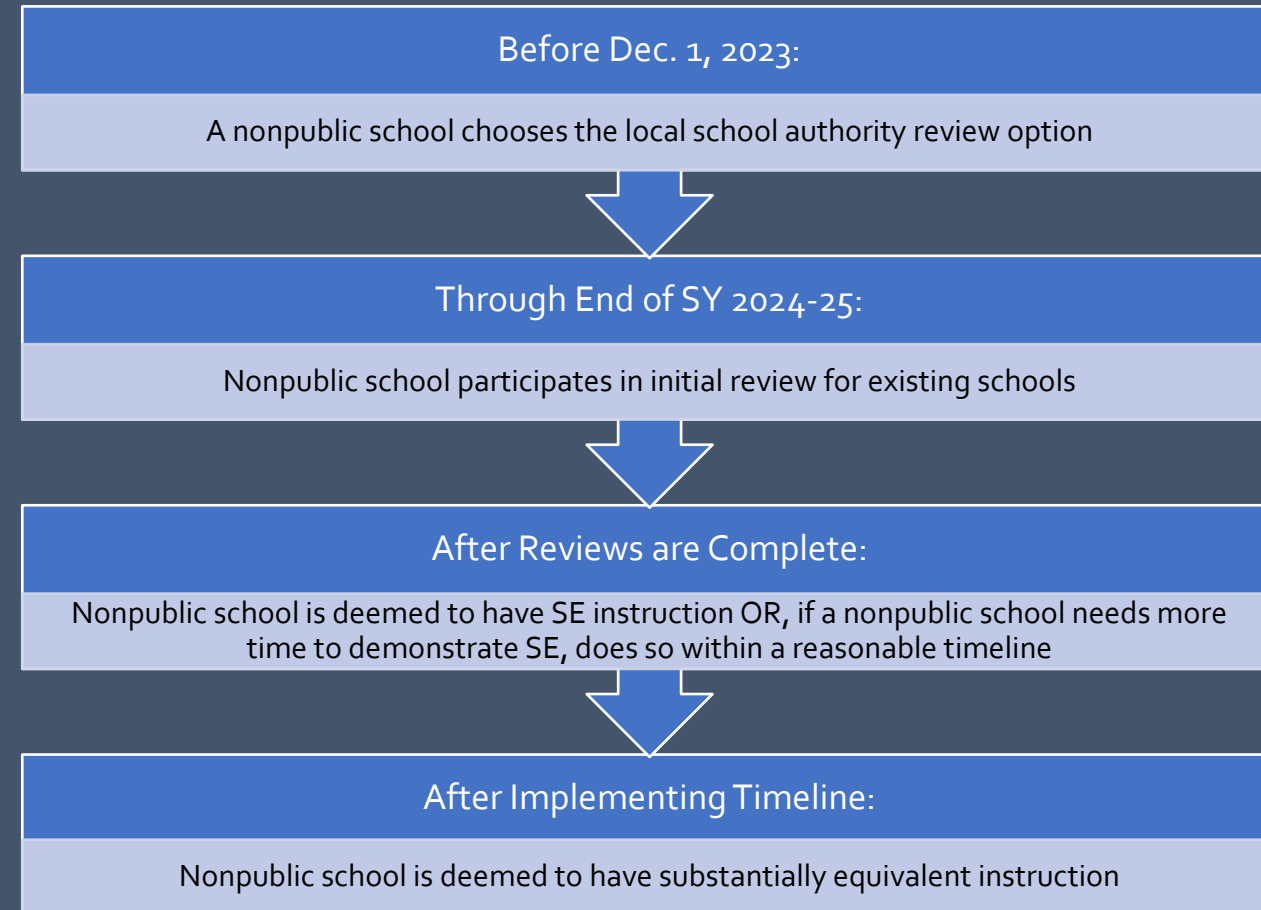 Before Dec. 1, 2023:
A nonpublic school chooses the local school authority review option
Through End of SY 2024-25:
Nonpublic school participates in initial review for existing schools
After Reviews are Complete:
Nonpublic school is deemed to have SE instruction OR, if a nonpublic school needs more
time to demonstrate SE, does so within a reasonable timeline
After Implementing Timeline:
Nonpublic school is deemed to have substantially equivalent instruction